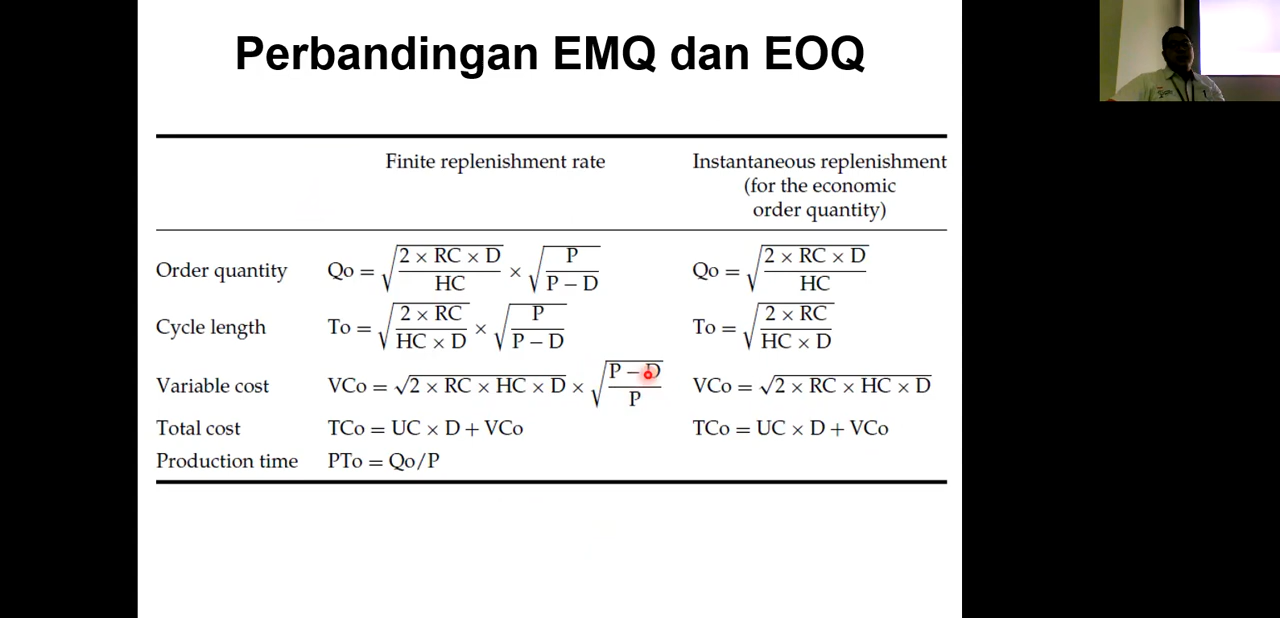 Perbandingan EMQ dan EOQ
Finite replenishment rate
Instantaneous replenishment
(for the economic
order quantity)
Order quantity Qo = √(2 × RC × D / HC) × √(P / (P − D)) Qo = √(2 × RC × D / HC)
Cycle length To = √(2 × RC / (HC × D)) × √(P / (P − D)) To = √(2 × RC / (HC × D))
Variable cost VCo = √(2 × RC × HC × D) × √((P − D) / P) VCo = √(2 × RC × HC × D)
Total cost TCo = UC × D + VCo TCo = UC × D + VCo
Production time PTo = Qo/P